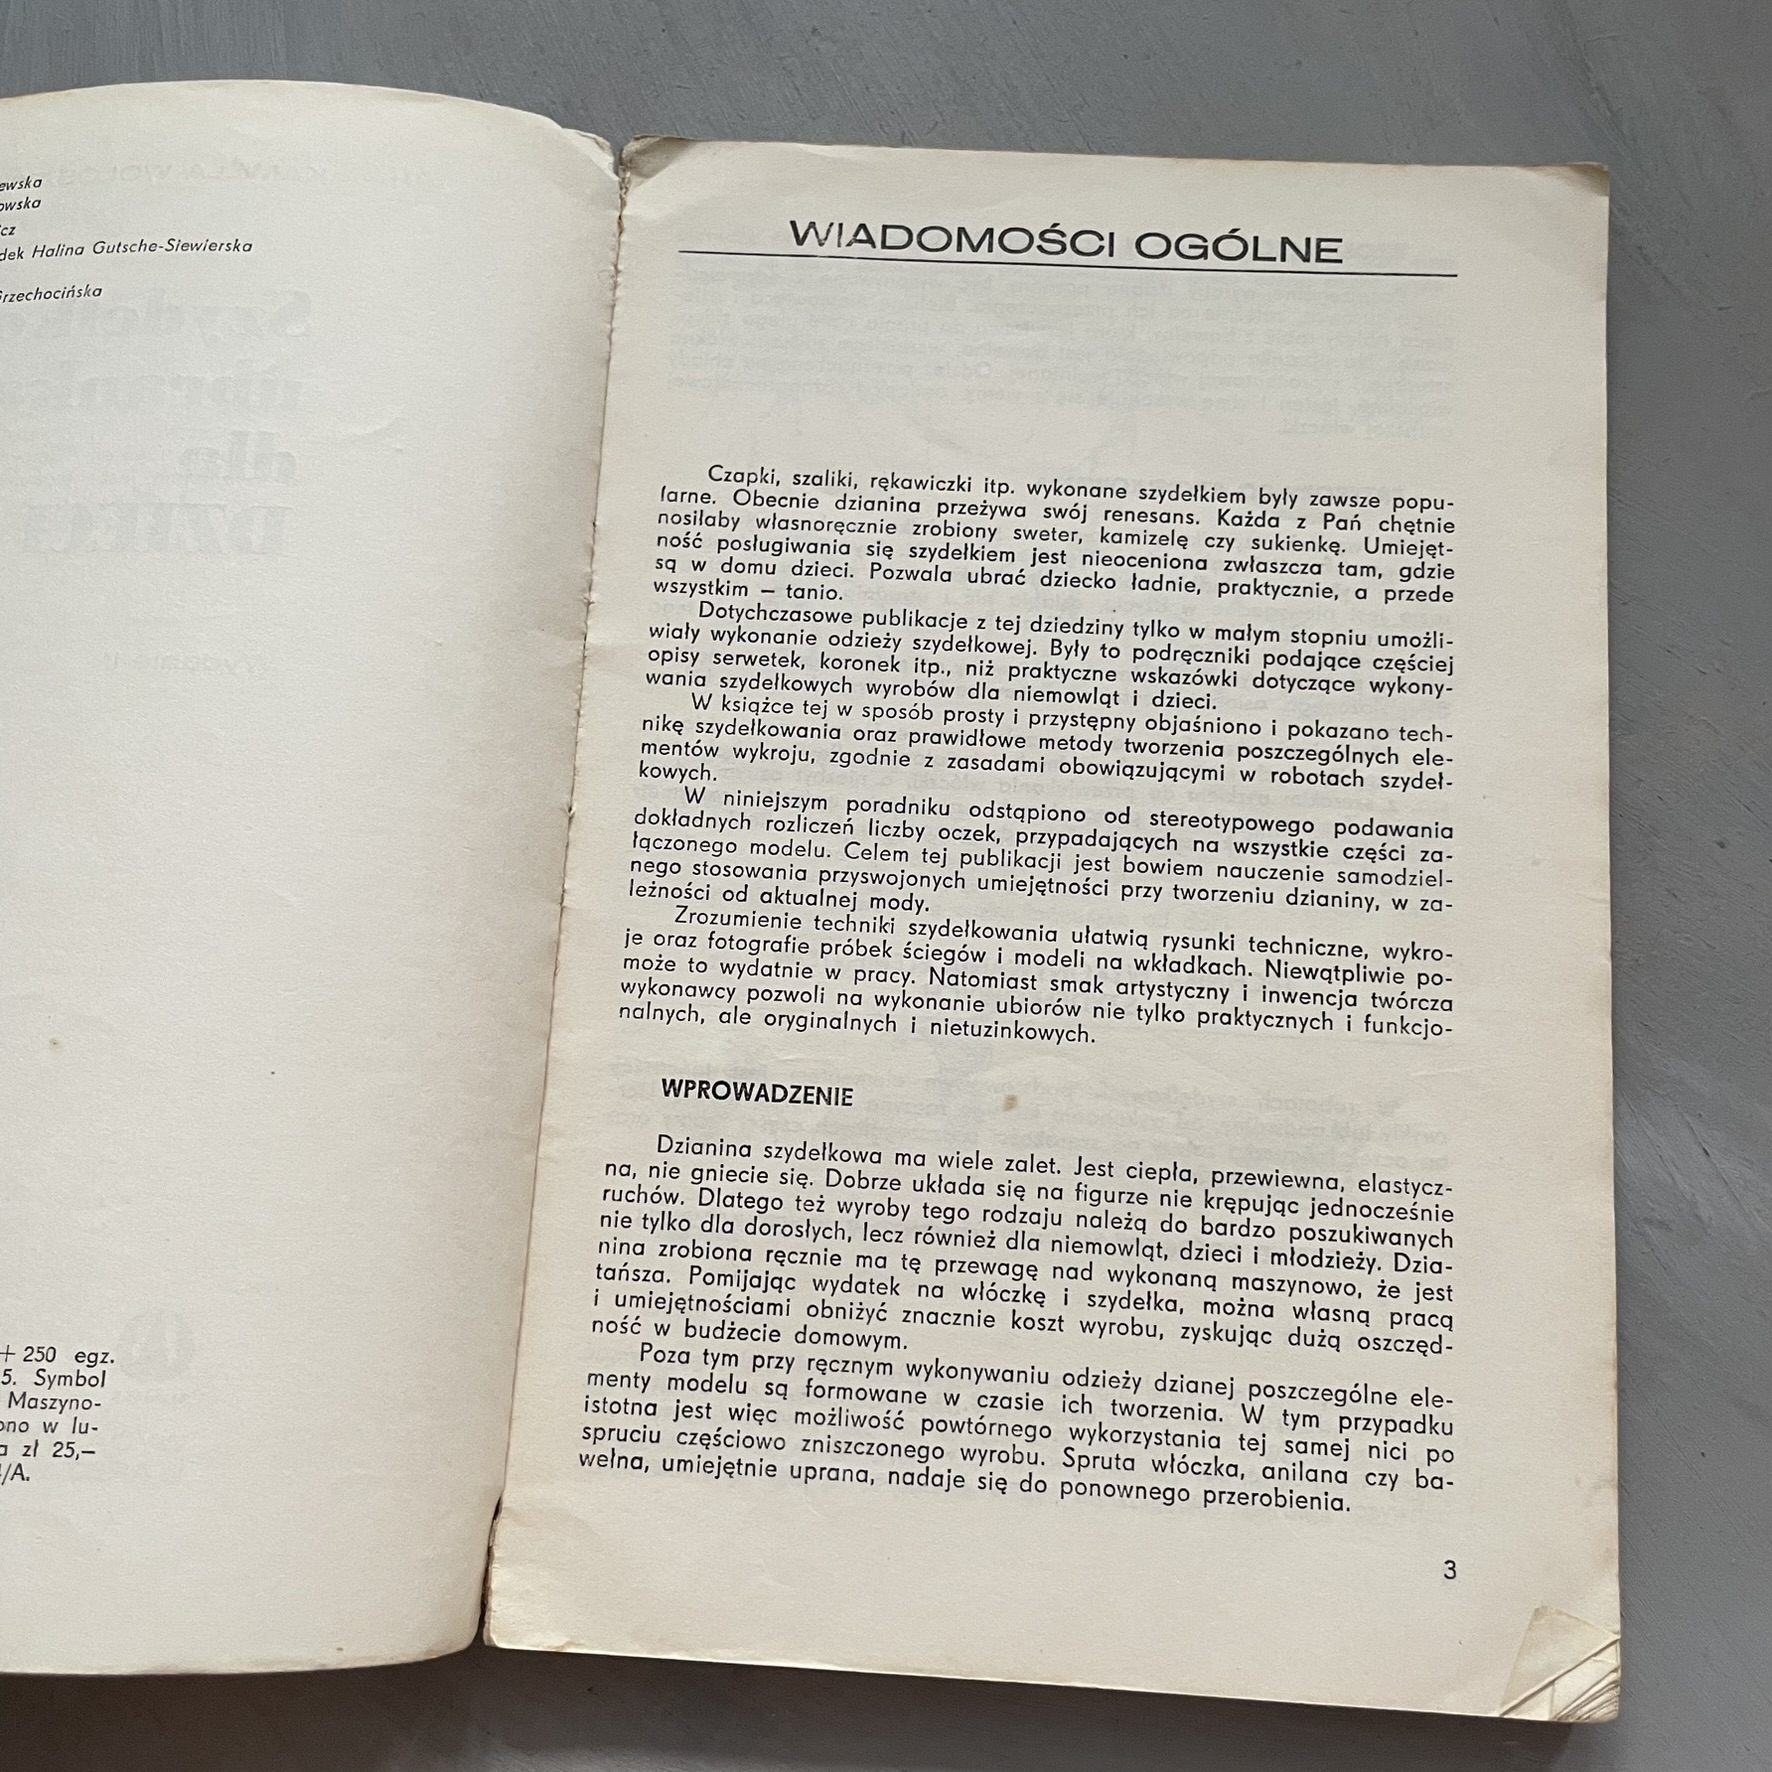 ewska
owska
cz
dek Halina Gutsche-Siewierska
Grzechocińska
+ 250 egz.
5. Symbol
Maszyno-
ono w lu-
a zł 25,—
/A.
WIADOMOŚCI OGÓLNE
Czapki, szaliki, rękawiczki itp. wykonane szydełkiem były zawsze popu-
larne. Obecnie dzianina przeżywa swój renesans. Każda z Pań chętnie
nosiłaby własnoręcznie zrobiony sweter, kamizelę czy sukienkę. Umiejęt-
ność posługiwania się szydełkiem jest nieoceniona zwłaszcza tam, gdzie
są w domu dzieci. Pozwala ubrać dziecko ładnie, praktycznie, a przede
wszystkim — tanio.
Dotychczasowe publikacje z tej dziedziny tylko w małym stopniu umożli-
wiały wykonanie odzieży szydełkowej. Były to podręczniki podające częściej
opisy serwetek, koronek itp., niż praktyczne wskazówki dotyczące wykony-
wania szydełkowych wyrobów dla niemowląt i dzieci.
W książce tej w sposób prosty i przystępny objaśniono i pokazano tech-
nikę szydełkowania oraz prawidłowe metody tworzenia poszczególnych ele-
mentów wykroju, zgodnie z zasadami obowiązującymi w robotach szydeł-
kowych.
W niniejszym poradniku odstąpiono od stereotypowego podawania
dokładnych rozliczeń liczby oczek, przypadających na wszystkie części za-
łączonego modelu. Celem tej publikacji jest bowiem nauczenie samodziel-
nego stosowania przyswojonych umiejętności przy tworzeniu dzianiny, w za-
leżności od aktualnej mody.
Zrozumienie techniki szydełkowania ułatwią rysunki techniczne, wykro-
je oraz fotografie próbek ściegów i modeli na wkładkach. Niewątpliwie po-
może to wydatnie w pracy. Natomiast smak artystyczny i inwencja twórcza
wykonawcy pozwoli na wykonanie ubiorów nie tylko praktycznych i funkcjo-
nalnych, ale oryginalnych i nietuzinkowych.
WPROWADZENIE
Dzianina szydełkowa ma wiele zalet. Jest ciepła, przewiewna, elastycz-
na, nie gniecie się. Dobrze układa się na figurze nie krępując jednocześnie
ruchów. Dlatego też wyroby tego rodzaju należą do bardzo poszukiwanych
nie tylko dla dorosłych, lecz również dla niemowląt, dzieci i młodzieży. Dzia-
nina zrobiona ręcznie ma tę przewagę nad wykonaną maszynowo, że jest
tańsza. Pomijając wydatek na włóczkę i szydełka, można własną pracą
i umiejętnościami obniżyć znacznie koszt wyrobu, zyskując dużą oszczęd-
ność w budżecie domowym.
Poza tym przy ręcznym wykonywaniu odzieży dzianej poszczególne ele-
menty modelu są formowane w czasie ich tworzenia. W tym przypadku
istotna jest więc możliwość powtórnego wykorzystania tej samej nici po
spruciu częściowo zniszczonego wyrobu. Spruta włóczka, anilana czy ba-
wełna, umiejętnie uprana, nadaje się do ponownego przerobienia.
3